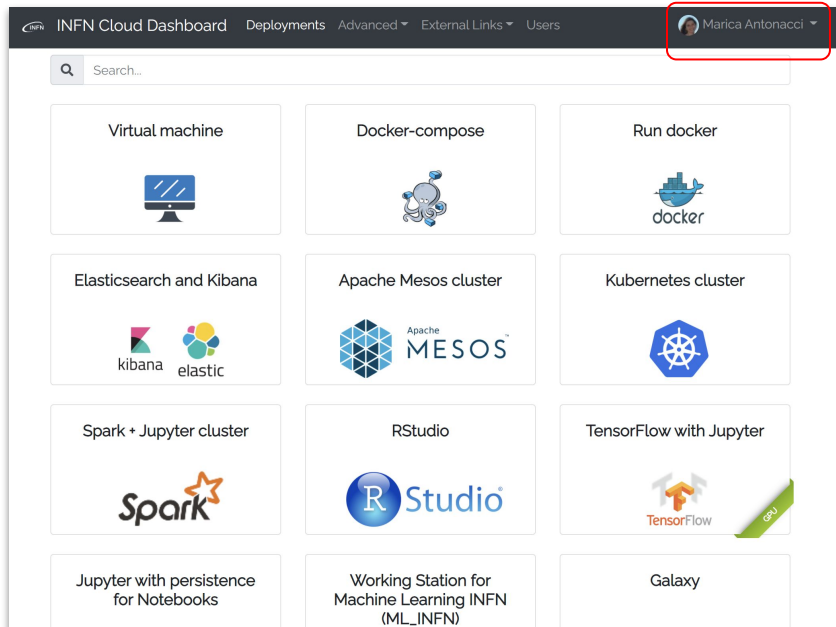 INFN INFN Cloud Dashboard Deployments Advanced External Links Users Marica Antonacci
Search...
Virtual machine Docker-compose Run docker
docker
Elasticsearch and Kibana Apache Mesos cluster Kubernetes cluster
kibana elastic Apache MESOS™
Spark + Jupyter cluster RStudio TensorFlow with Jupyter
Spark R Studio® TensorFlow GPU
Jupyter with persistence
for Notebooks
Working Station for
Machine Learning INFN
(ML_INFN)
Galaxy